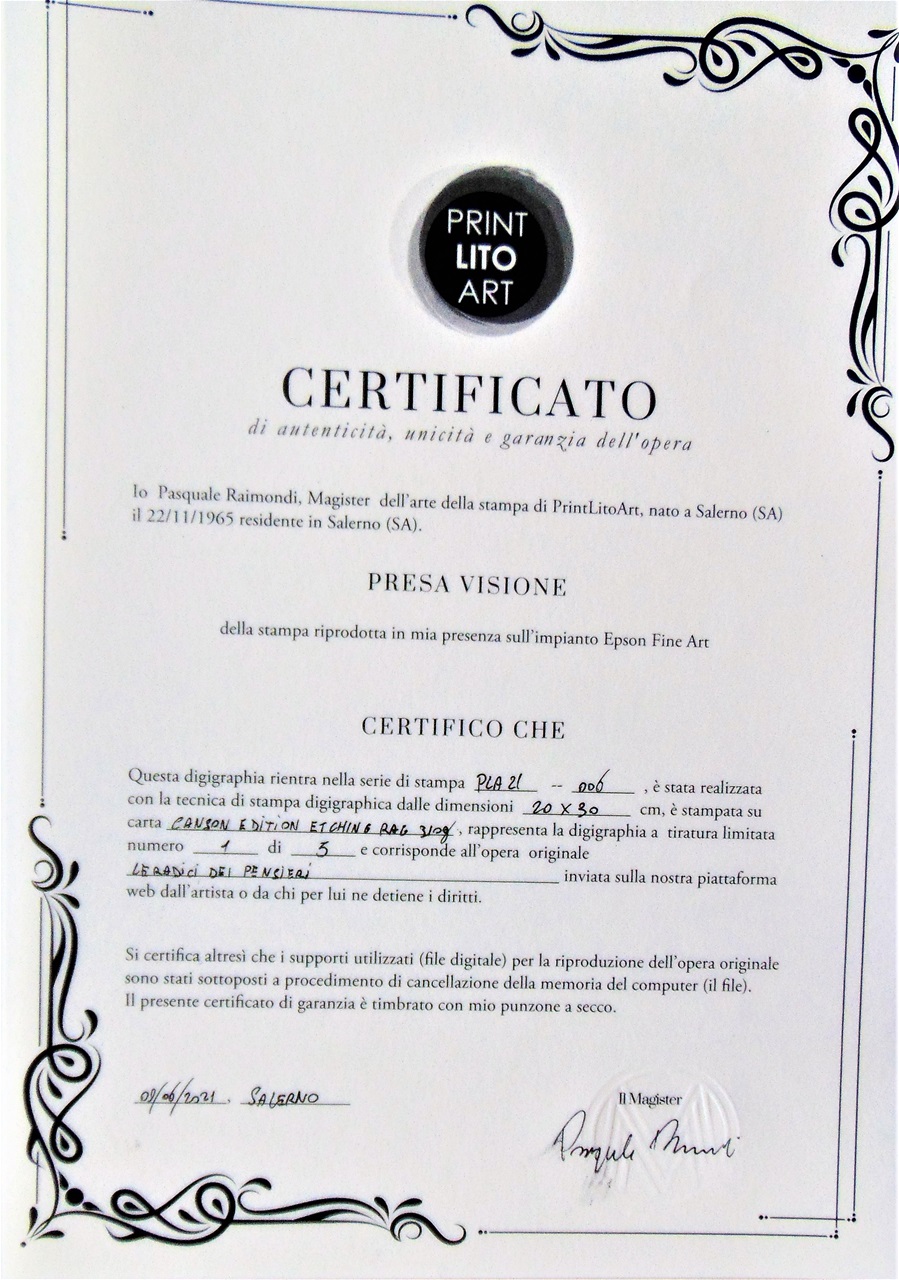 PRINT
LITO
ART
CERTIFICATO
di autenticità, unicità e garanzia dell'opera
Io Pasquale Raimondi, Magister dell'arte della stampa di PrintLitoArt, nato a Salerno (SA)
il 22/11/1965 residente in Salerno (SA).
PRESA VISIONE
della stampa riprodotta in mia presenza sull'impianto Epson Fine Art
CERTIFICO CHE
Questa digigraphia rientra nella serie di stampa PLA 21 -- 006, è stata realizzata
con la tecnica di stampa digigraphica dalle dimensioni 20 X 30 cm, è stampata su
carta CANSON EDITION ETCHING RAG 310g, rappresenta la digigraphia a tiratura limitata
numero 1 di 5 e corrisponde all'opera originale
LE RADICI DEI PENSIERI inviata sulla nostra piattaforma
web dall'artista o da chi per lui ne detiene i diritti.
Si certifica altresì che i supporti utilizzati (file digitale) per la riproduzione dell'opera originale
sono stati sottoposti a procedimento di cancellazione della memoria del computer (il file).
Il presente certificato di garanzia è timbrato con mio punzone a secco.
08/06/2021. SALERNO
Il Magister